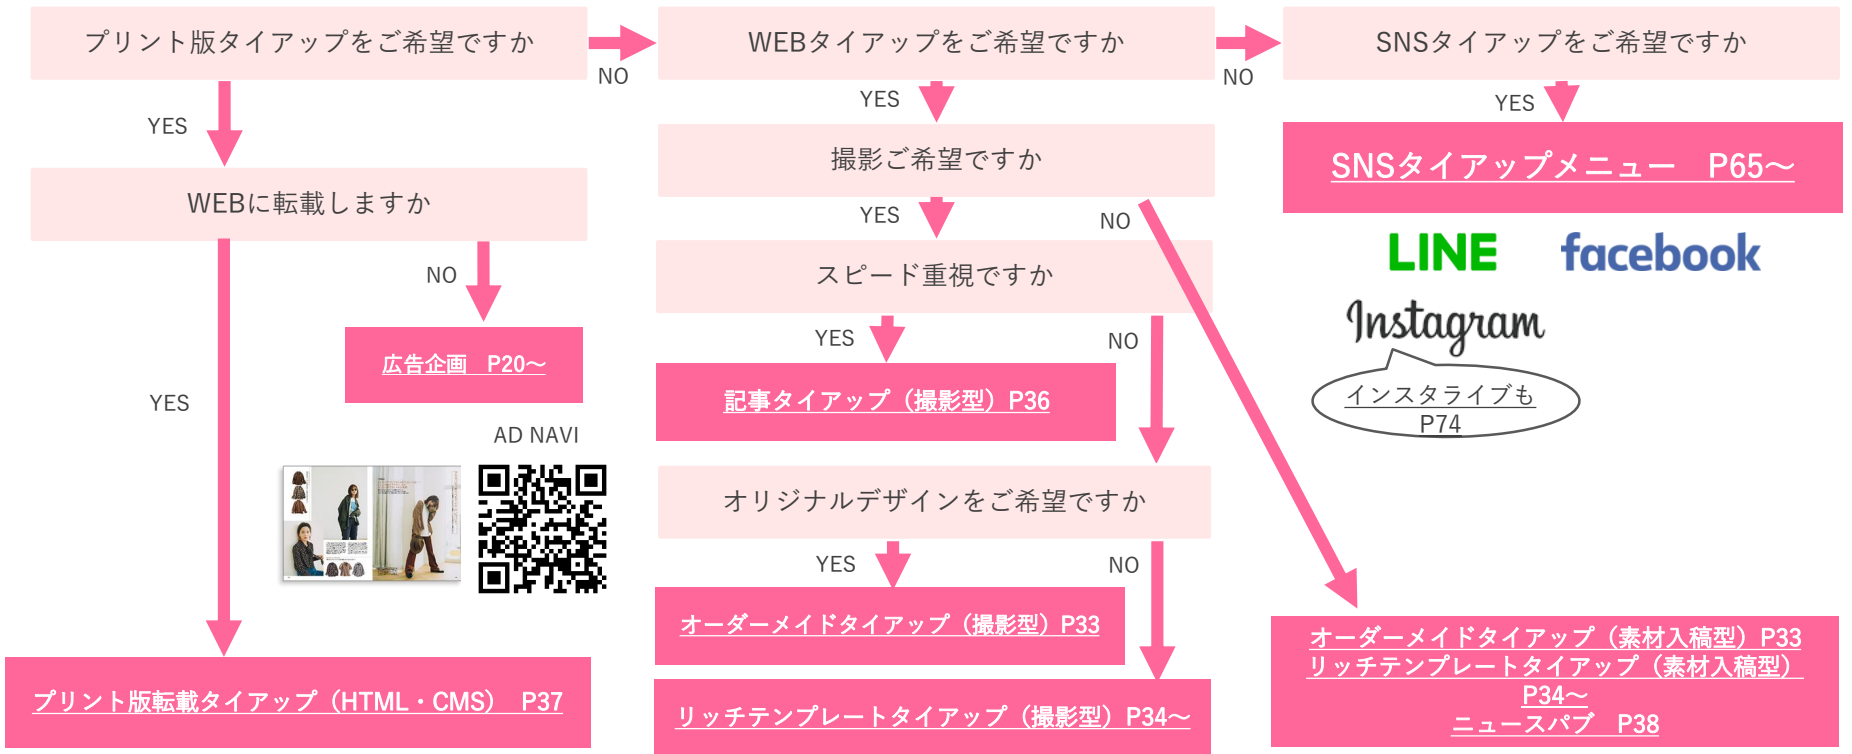 プリント版タイアップをご希望ですか
NO
WEBタイアップをご希望ですか
NO
SNSタイアップをご希望ですか
YES
WEBに転載しますか
YES
NO
広告企画　P20～
AD NAVI
プリント版転載タイアップ（HTML・CMS)　P37
YES
撮影ご希望ですか
YES
NO
スピード重視ですか
YES
NO
記事タイアップ（撮影型）P36
オリジナルデザインをご希望ですか
YES
NO
オーダーメイドタイアップ（撮影型）P33
リッチテンプレートタイアップ（撮影型）P34～
YES
SNSタイアップメニュー　P65～
LINE
facebook
Instagram
インスタライブも
P74
オーダーメイドタイアップ（素材入稿型）P33
リッチテンプレートタイアップ（素材入稿型）
P34～
ニュースパブ　P38